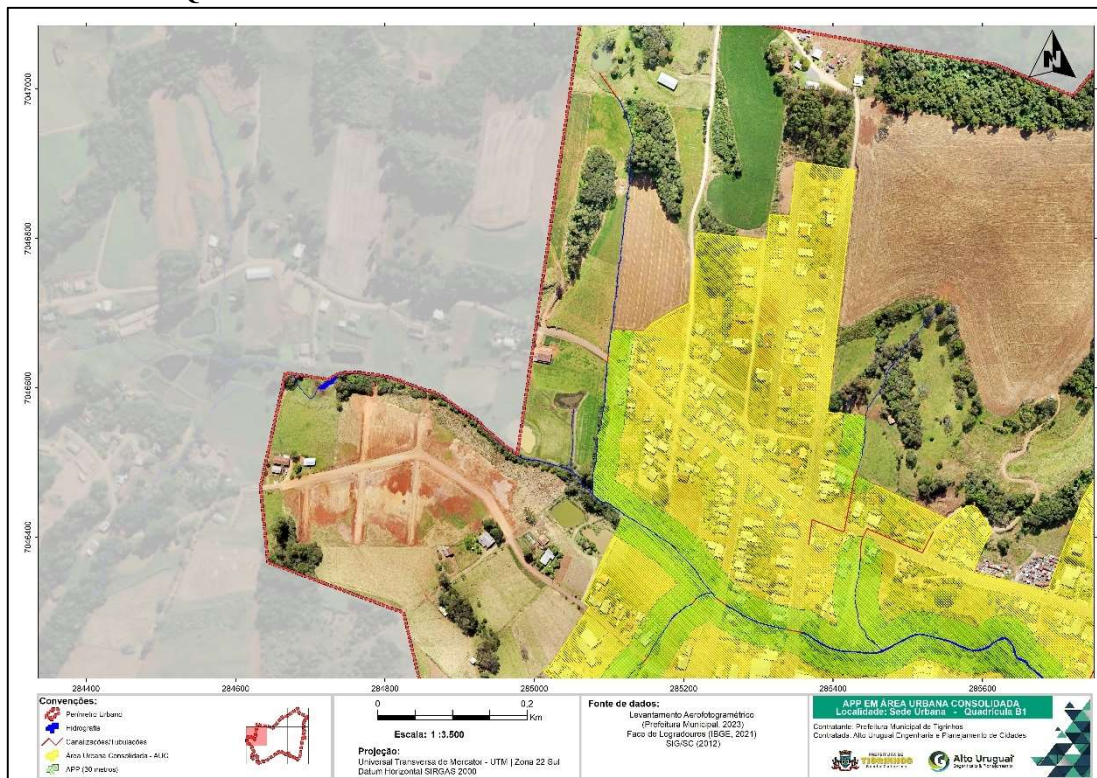 N
7047000
7046800
7046600
7046400
284400
284600
284800
285000
285200
285400
285600
Convenções:
Perímetro Urbano
Hidrografia
Canalizações/Tubulações
Área Urbana Consolidada - AUC
APP (30 metros)
0
0,2
Km
Escala: 1 :3.500
Projeção:
Universal Transversa de Mercator - UTM | Zona 22 Sul
Datum Horizontal SIRGAS 2000
Fonte de dados:
Levantamento Aerofotogramétrico
(Prefeitura Municipal, 2023)
Face de Logradouros (IBGE, 2021)
SIG/SC (2012)
APP EM ÁREA URBANA CONSOLIDADA
Localidade: Sede Urbana - Quadrícula B1
Contratante: Prefeitura Municipal de Tigrinhos
Contratada: Alto Uruguai Engenharia e Planejamento de Cidades
PREFEITURA DE
TIGRINHOS
Alto Uruguai
Engenharia & Planejamento